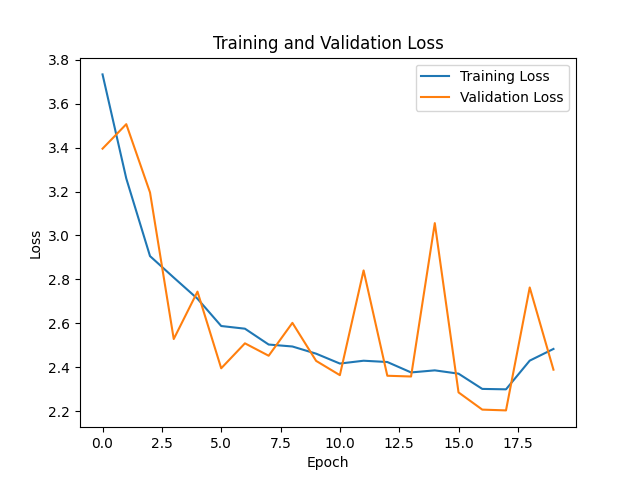 Training and Validation Loss
Training Loss
Validation Loss
3.8
3.6
3.4
3.2
3.0
2.8
2.6
2.4
2.2
Loss
0.0 2.5 5.0 7.5 10.0 12.5 15.0 17.5
Epoch